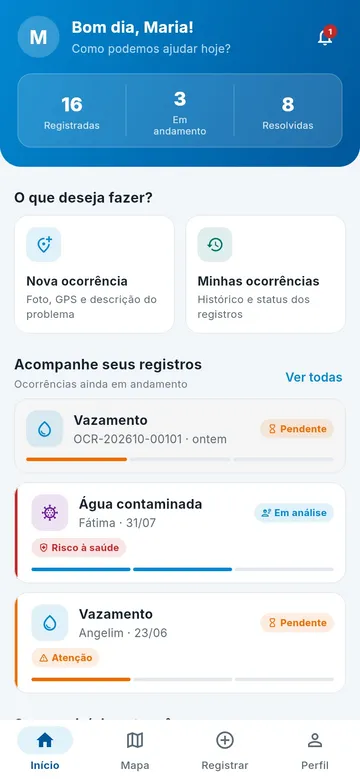 M
Bom dia, Maria!
Como podemos ajudar hoje?
1
16
Registradas
3
Em
andamento
8
Resolvidas
O que deseja fazer?
Nova ocorrência
Foto, GPS e descrição do
problema
Minhas ocorrências
Histórico e status dos
registros
Acompanhe seus registros
Ocorrências ainda em andamento
Ver todas
Vazamento
OCR-202610-00101 · ontem
Pendente
Água contaminada
Fátima · 31/07
Em análise
Risco à saúde
Vazamento
Angelim · 23/06
Pendente
Atenção
Início
Mapa
Registrar
Perfil